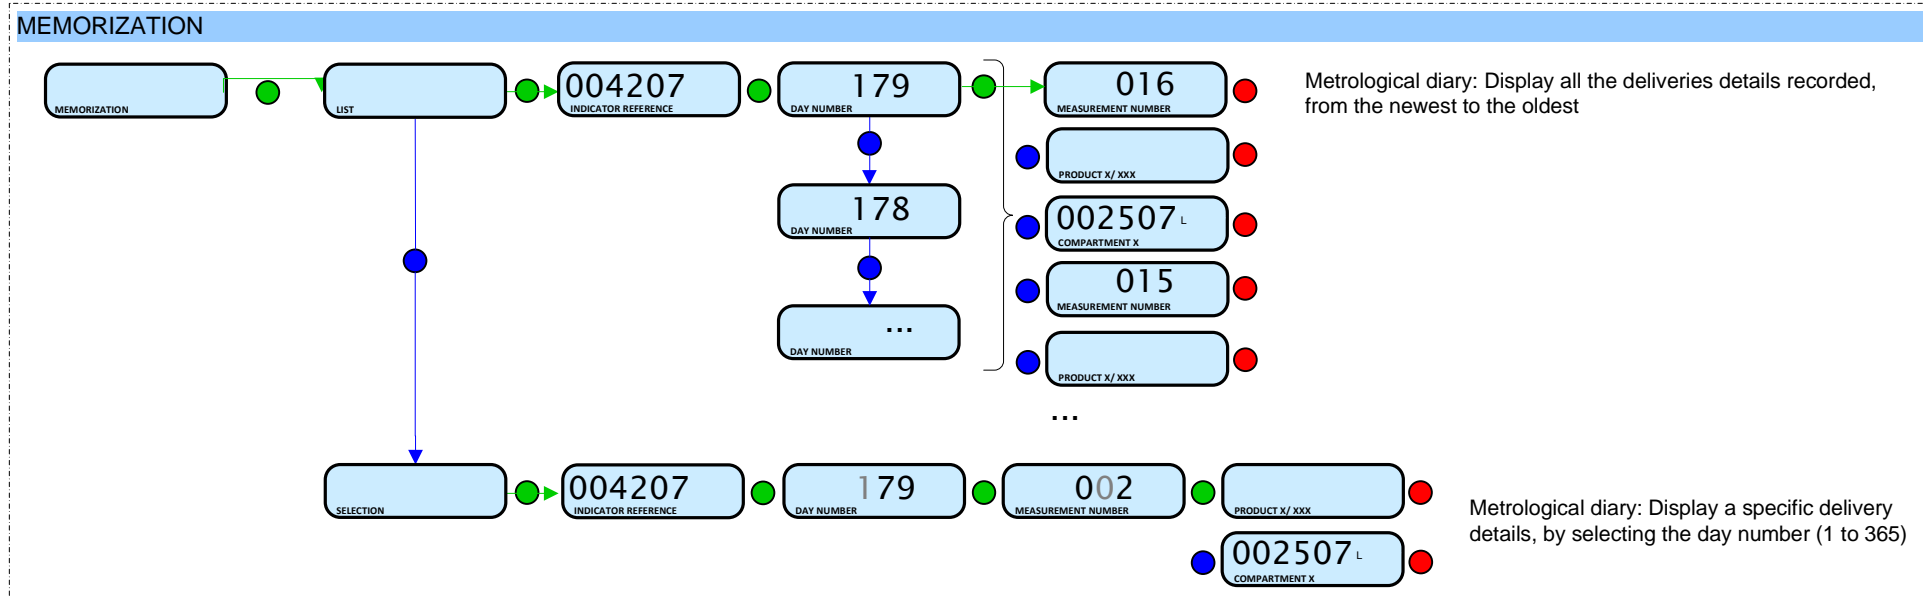 MEMORIZATION
MEMORIZATION
LIST
004207
INDICATOR REFERENCE
179
DAY NUMBER
016
MEASUREMENT NUMBER
Metrological diary: Display all the deliveries details recorded,
from the newest to the oldest
PRODUCT X/ XXX
178
DAY NUMBER
002507 L
COMPARTMENT X
015
MEASUREMENT NUMBER
...
DAY NUMBER
PRODUCT X/ XXX
...
SELECTION
004207
INDICATOR REFERENCE
179
DAY NUMBER
002
MEASUREMENT NUMBER
PRODUCT X/ XXX
Metrological diary: Display a specific delivery
details, by selecting the day number (1 to 365)
002507 L
COMPARTMENT X